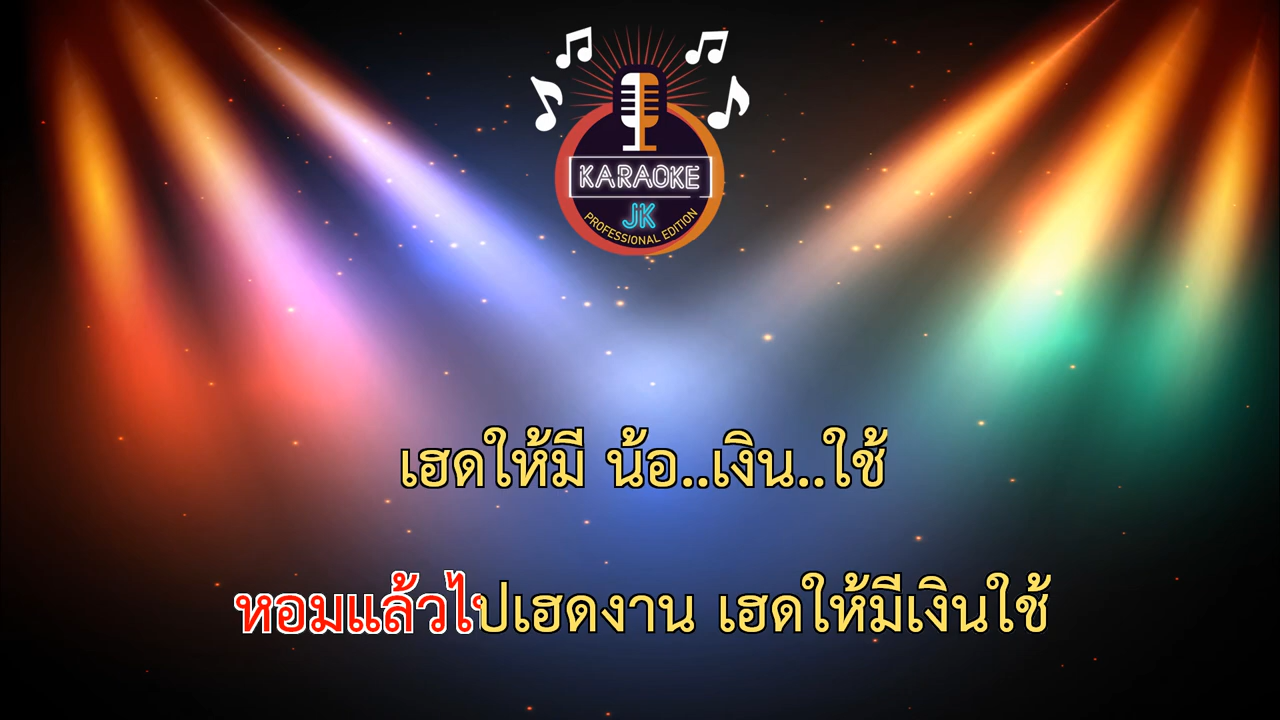 KARAOKE
JK
PROFESSIONAL EDITION
เฮดให้มี น้อ..เงิน..ใช้
หอมแล้วไปเฮดงาน เฮดให้มีเงินใช้